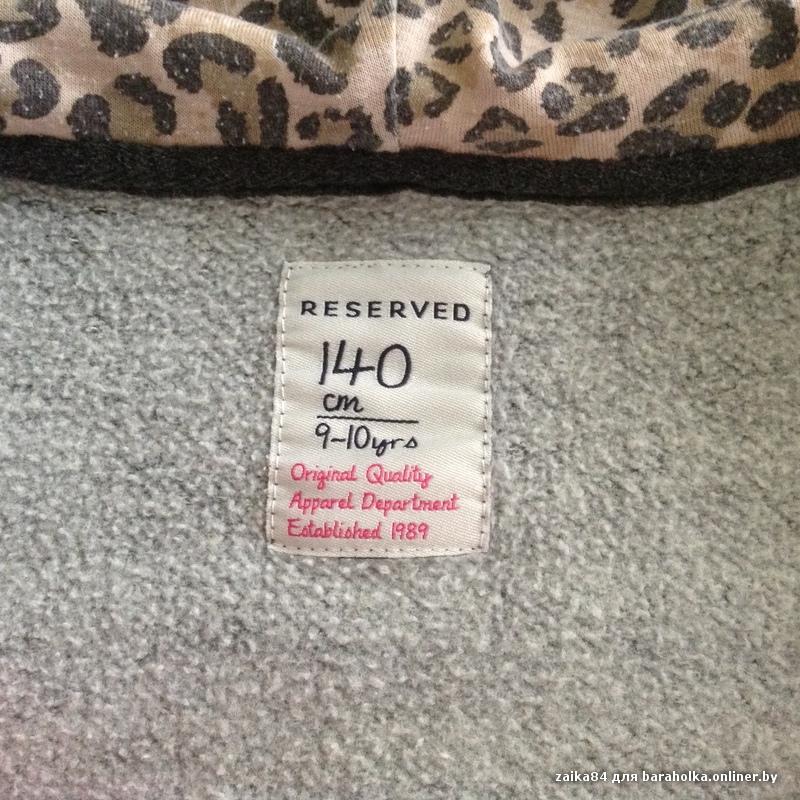 RESERVED
140
cm
9-10yrs
Original Quality
Apparel Department
Established 1989
zaika84 для baraholka.onliner.by